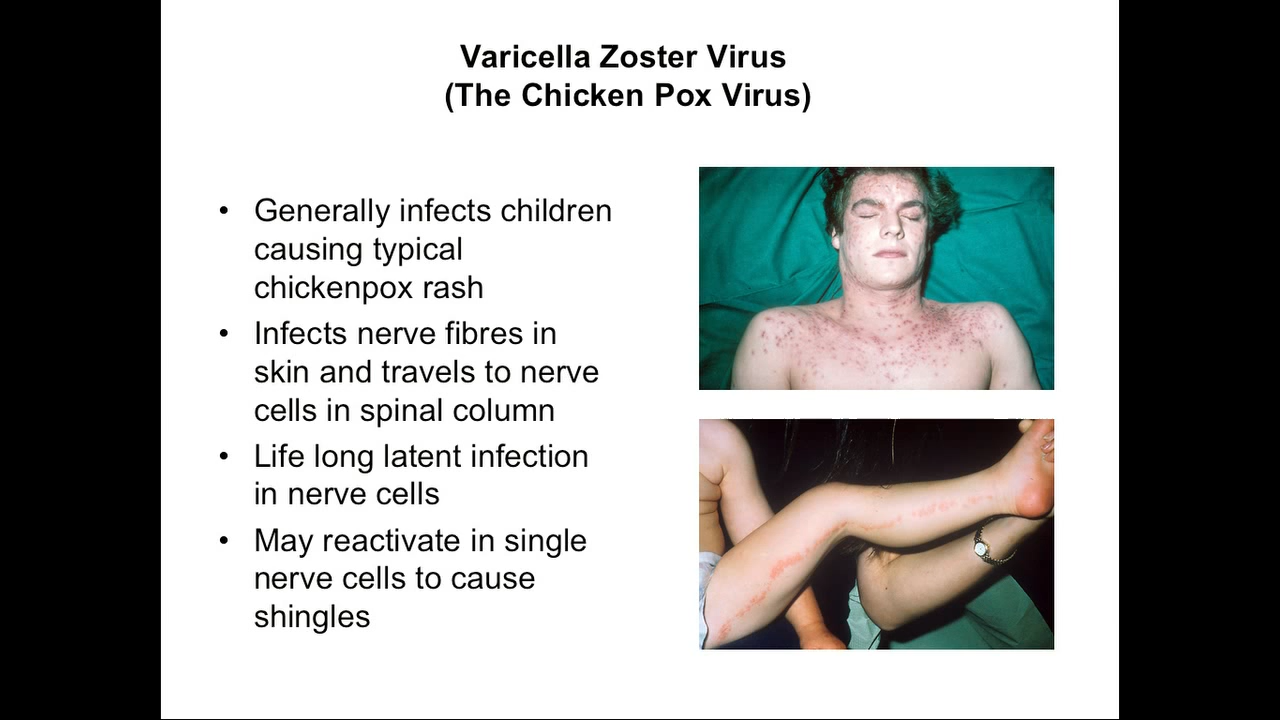 Varicella Zoster Virus
(The Chicken Pox Virus)
• Generally infects children
causing typical
chickenpox rash
• Infects nerve fibres in
skin and travels to nerve
cells in spinal column
• Life long latent infection
in nerve cells
• May reactivate in single
nerve cells to cause
shingles